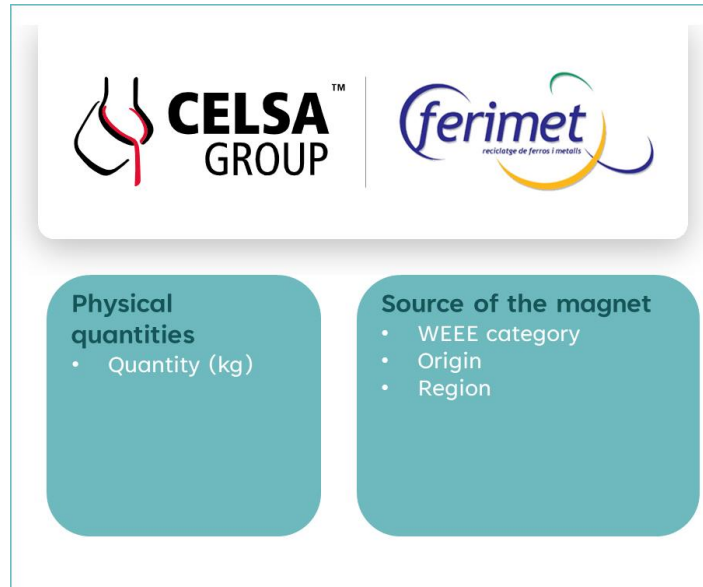 CELSA™
GROUP
ferimet
reciclatge de ferros i metalls
Physical
quantities
• Quantity (kg)
Source of the magnet
• WEEE category
• Origin
• Region